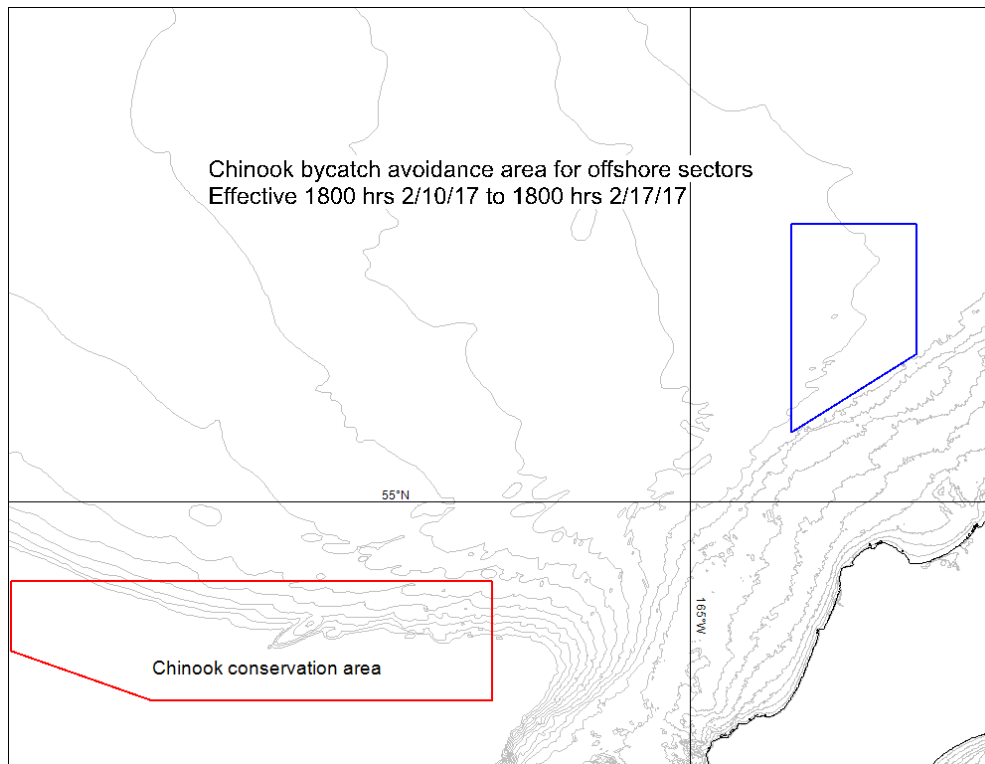 Chinook bycatch avoidance area for offshore sectors
Effective 1800 hrs 2/10/17 to 1800 hrs 2/17/17
55°N
165°W
Chinook conservation area